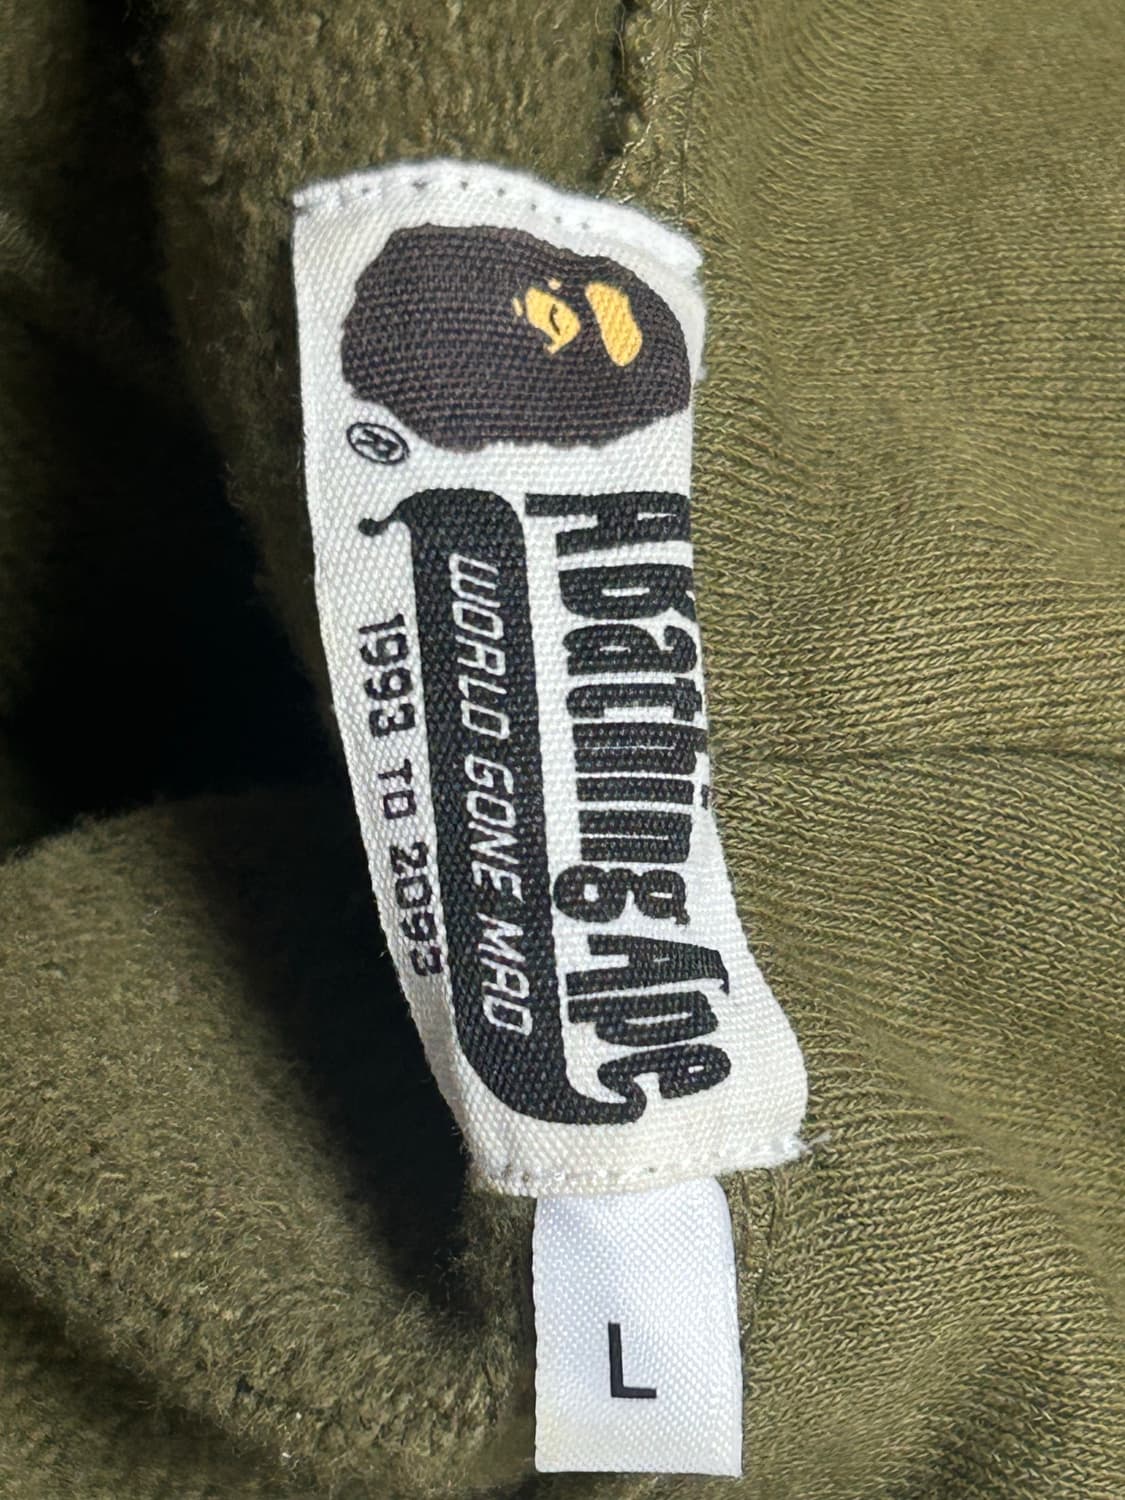 ®
A Bathing Ape
WORLD GONE MAD
1993 TO 2093
L